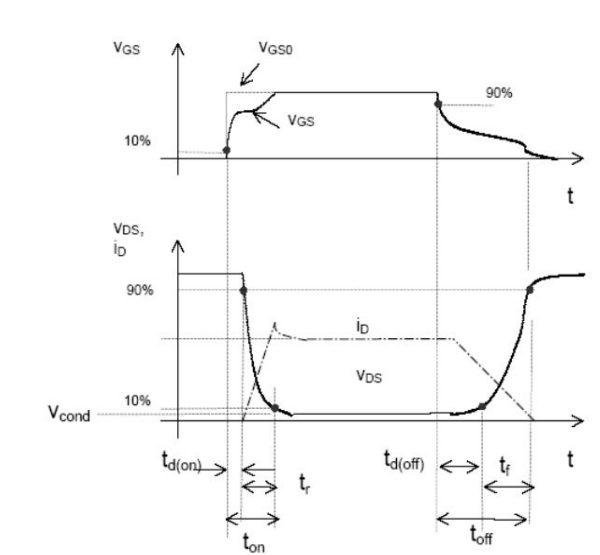 VGS
VGS0
90%
VGS
10%
t
VDS,
iD
90%
iD
VDS
10%
Vcond
td(on)
td(off)
tf
t
tr
ton
toff